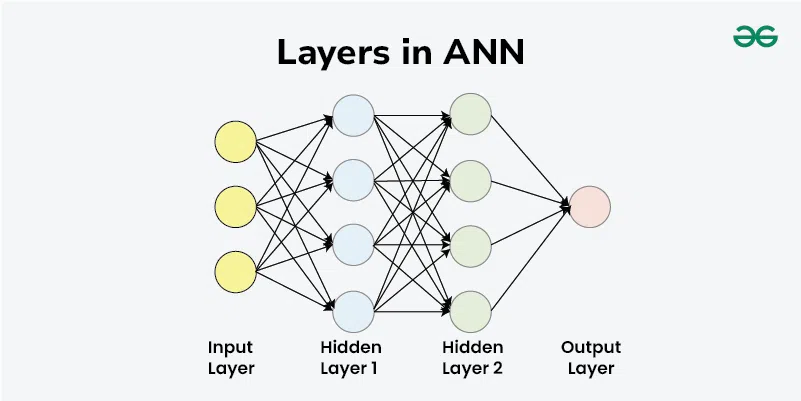 Layers in ANN
Input
Layer
Hidden
Layer 1
Hidden
Layer 2
Output
Layer